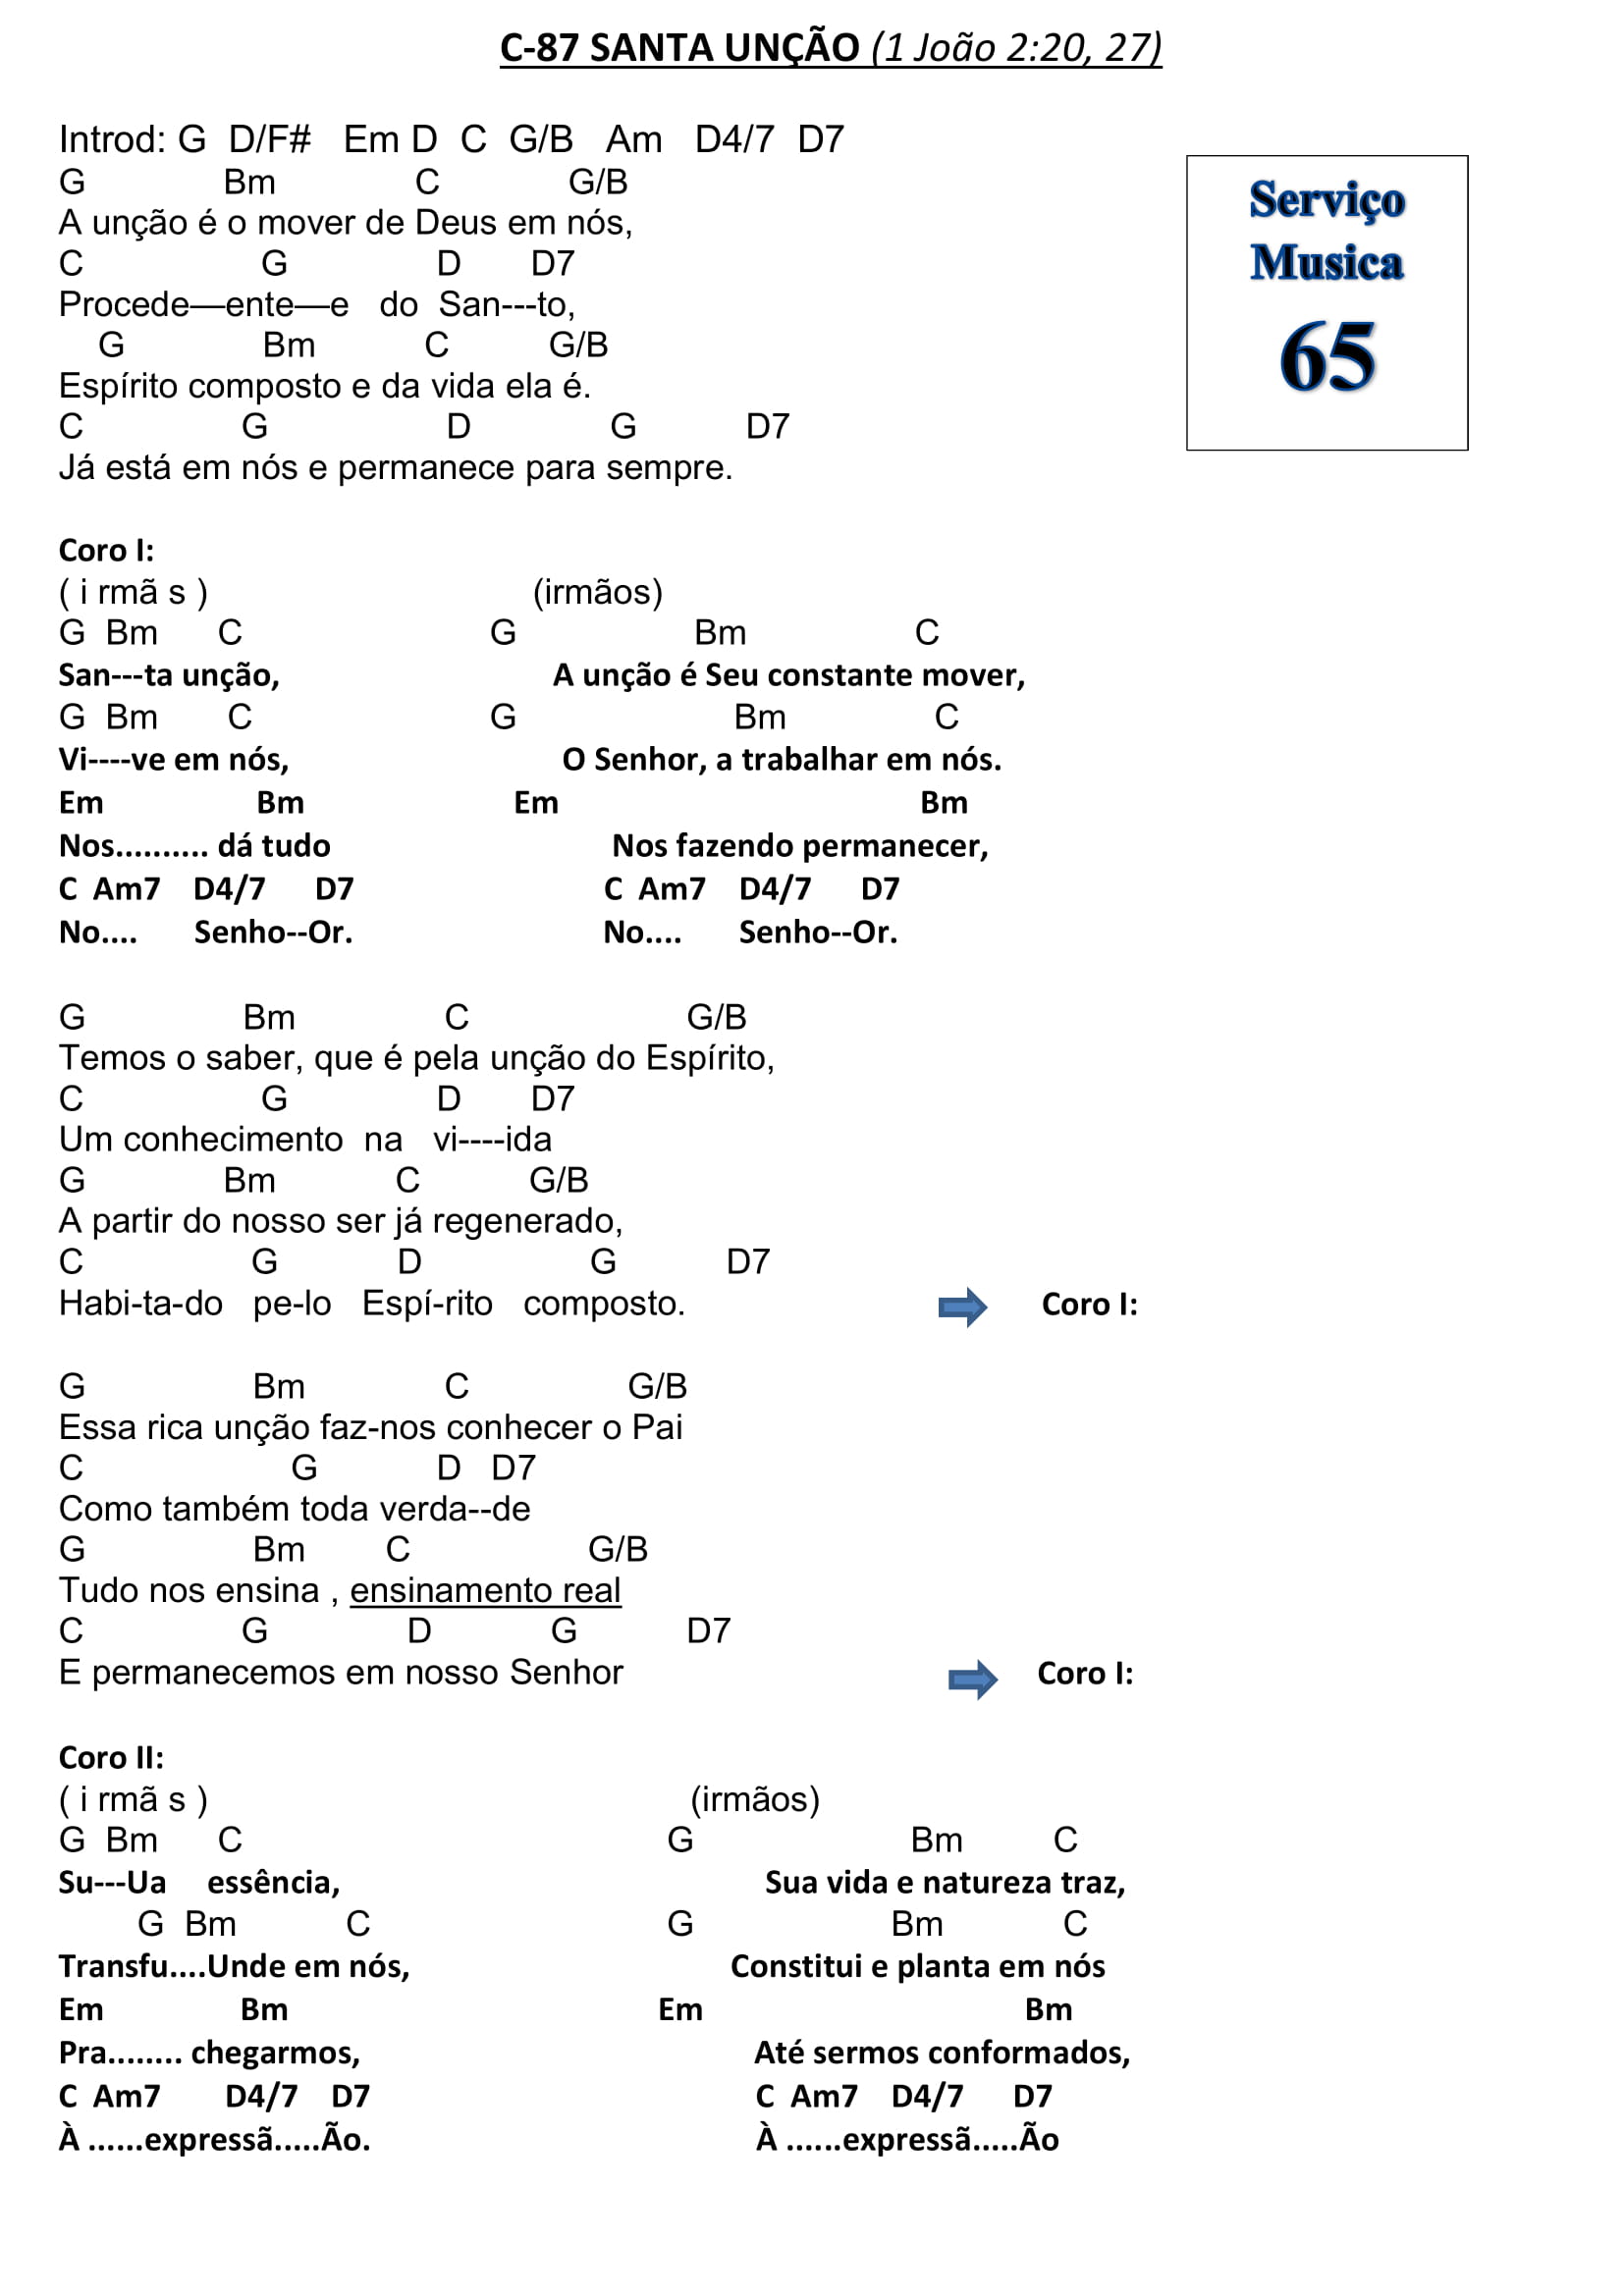 C-87 SANTA UNÇÃO (1 João 2:20, 27)
Introd: G D/F# Em D C G/B Am D4/7 D7
Serviço
Musica
65
G Bm C G/B
A unção é o mover de Deus em nós,
C G D D7
Procede—ente—e do San---to,
G Bm C G/B
Espírito composto e da vida ela é.
C G D G D7
Já está em nós e permanece para sempre.
Coro I:
( i rmã s ) (irmãos)
G Bm C G Bm C
San---ta unção, A unção é Seu constante mover,
G Bm C G Bm C
Vi----ve em nós, O Senhor, a trabalhar em nós.
Em Bm Em Bm
Nos.......... dá tudo Nos fazendo permanecer,
C Am7 D4/7 D7 C Am7 D4/7 D7
No.... Senho--Or. No.... Senho--Or.
G Bm C G/B
Temos o saber, que é pela unção do Espírito,
C G D D7
Um conhecimento na vi----ida
G Bm C G/B
A partir do nosso ser já regenerado,
C G D G D7
Habi-ta-do pe-lo Espí-rito composto. Coro I:
G Bm C G/B
Essa rica unção faz-nos conhecer o Pai
C G D D7
Como também toda verda--de
G Bm C G/B
Tudo nos ensina , ensinamento real
C G D G D7
E permanecemos em nosso Senhor Coro I:
Coro II:
( i rmã s ) (irmãos)
G Bm C G Bm C
Su---Ua essência, Sua vida e natureza traz,
G Bm C G Bm C
Transfu....Unde em nós, Constitui e planta em nós
Em Bm Em Bm
Pra........ chegarmos, Até sermos conformados,
C Am7 D4/7 D7 C Am7 D4/7 D7
À ......expressã.....Ão. À ......expressã.....Ão